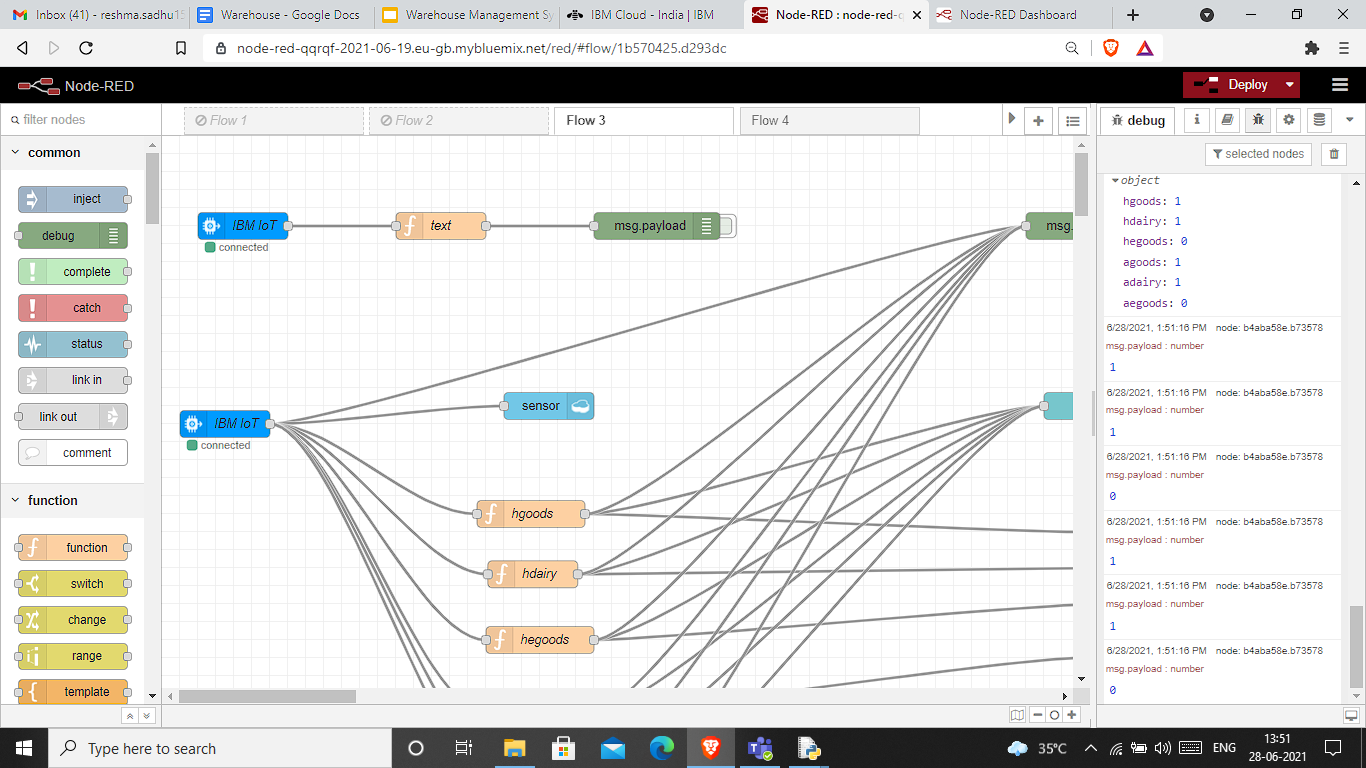 Inbox (41) - reshma.sadhu15
Warehouse - Google Docs
Warehouse Management Sy
IBM Cloud - India | IBM
Node-RED : node-red-q
Node-RED Dashboard
node-red-qqrqf-2021-06-19.eu-gb.mybluemix.net/red/#flow/1b570425.d293dc
Node-RED
Deploy
filter nodes
Flow 1
Flow 2
Flow 3
Flow 4
debug
i
selected nodes
common
inject
debug
complete
catch
status
link in
link out
comment
function
function
switch
change
range
template
IBM IoT
connected
text
msg.payload
msg.
IBM IoT
connected
sensor
hgoods
hdairy
hegoods
object
hgoods: 1
hdairy: 1
hegoods: 0
agoods: 1
adairy: 1
aegoods: 0
6/28/2021, 1:51:16 PM node: b4aba58e.b73578
msg.payload : number
1
6/28/2021, 1:51:16 PM node: b4aba58e.b73578
msg.payload : number
1
6/28/2021, 1:51:16 PM node: b4aba58e.b73578
msg.payload : number
0
6/28/2021, 1:51:16 PM node: b4aba58e.b73578
msg.payload : number
1
6/28/2021, 1:51:16 PM node: b4aba58e.b73578
msg.payload : number
1
6/28/2021, 1:51:16 PM node: b4aba58e.b73578
msg.payload : number
0
Type here to search
35°C
ENG
13:51
28-06-2021